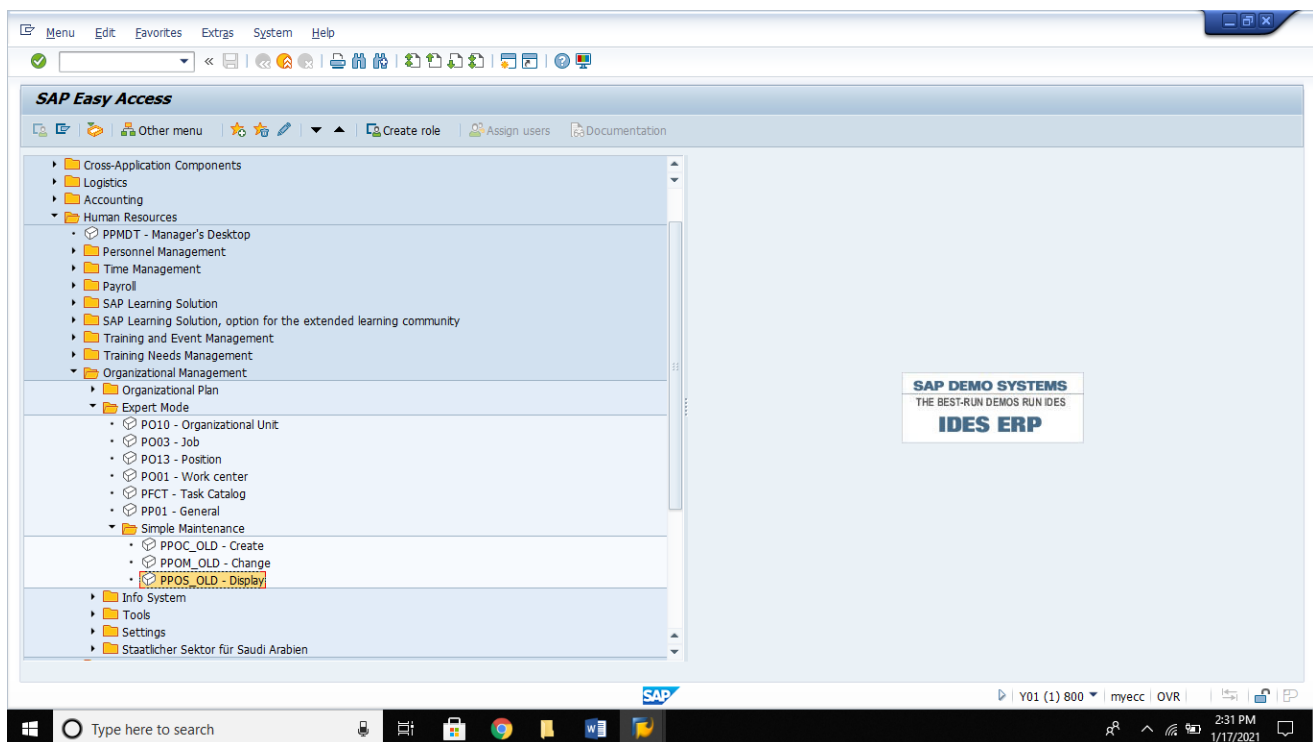 Menu Edit Favorites Extras System Help
SAP Easy Access
Other menu Create role Assign users Documentation
Cross-Application Components
Logistics
Accounting
Human Resources
PPMDT - Manager's Desktop
Personnel Management
Time Management
Payroll
SAP Learning Solution
SAP Learning Solution, option for the extended learning community
Training and Event Management
Training Needs Management
Organizational Management
Organizational Plan
Expert Mode
PO10 - Organizational Unit
PO03 - Job
PO13 - Position
PO01 - Work center
PFCT - Task Catalog
PP01 - General
Simple Maintenance
PPOC_OLD - Create
PPOM_OLD - Change
PPOS_OLD - Display
Info System
Tools
Settings
Staatlicher Sektor für Saudi Arabien
SAP DEMO SYSTEMS
THE BEST-RUN DEMOS RUN IDES
IDES ERP
SAP
Y01 (1) 800 myecc OVR
Type here to search
2:31 PM
1/17/2021